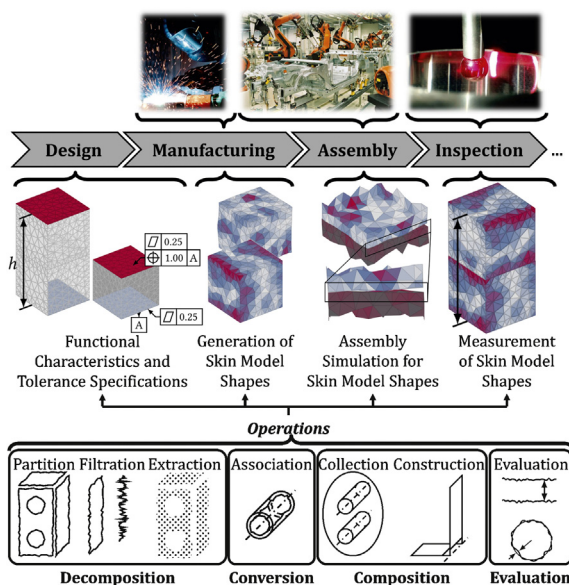 Design Manufacturing Assembly Inspection ...
h
0.25
1.00 A
A
0.25
Functional
Characteristics and
Tolerance Specifications
Generation of
Skin Model
Shapes
Assembly
Simulation for
Skin Model Shapes
Measurement
of Skin Model
Shapes
Operations
Partition Filtration Extraction Association Collection Construction Evaluation
Decomposition Conversion Composition Evaluation